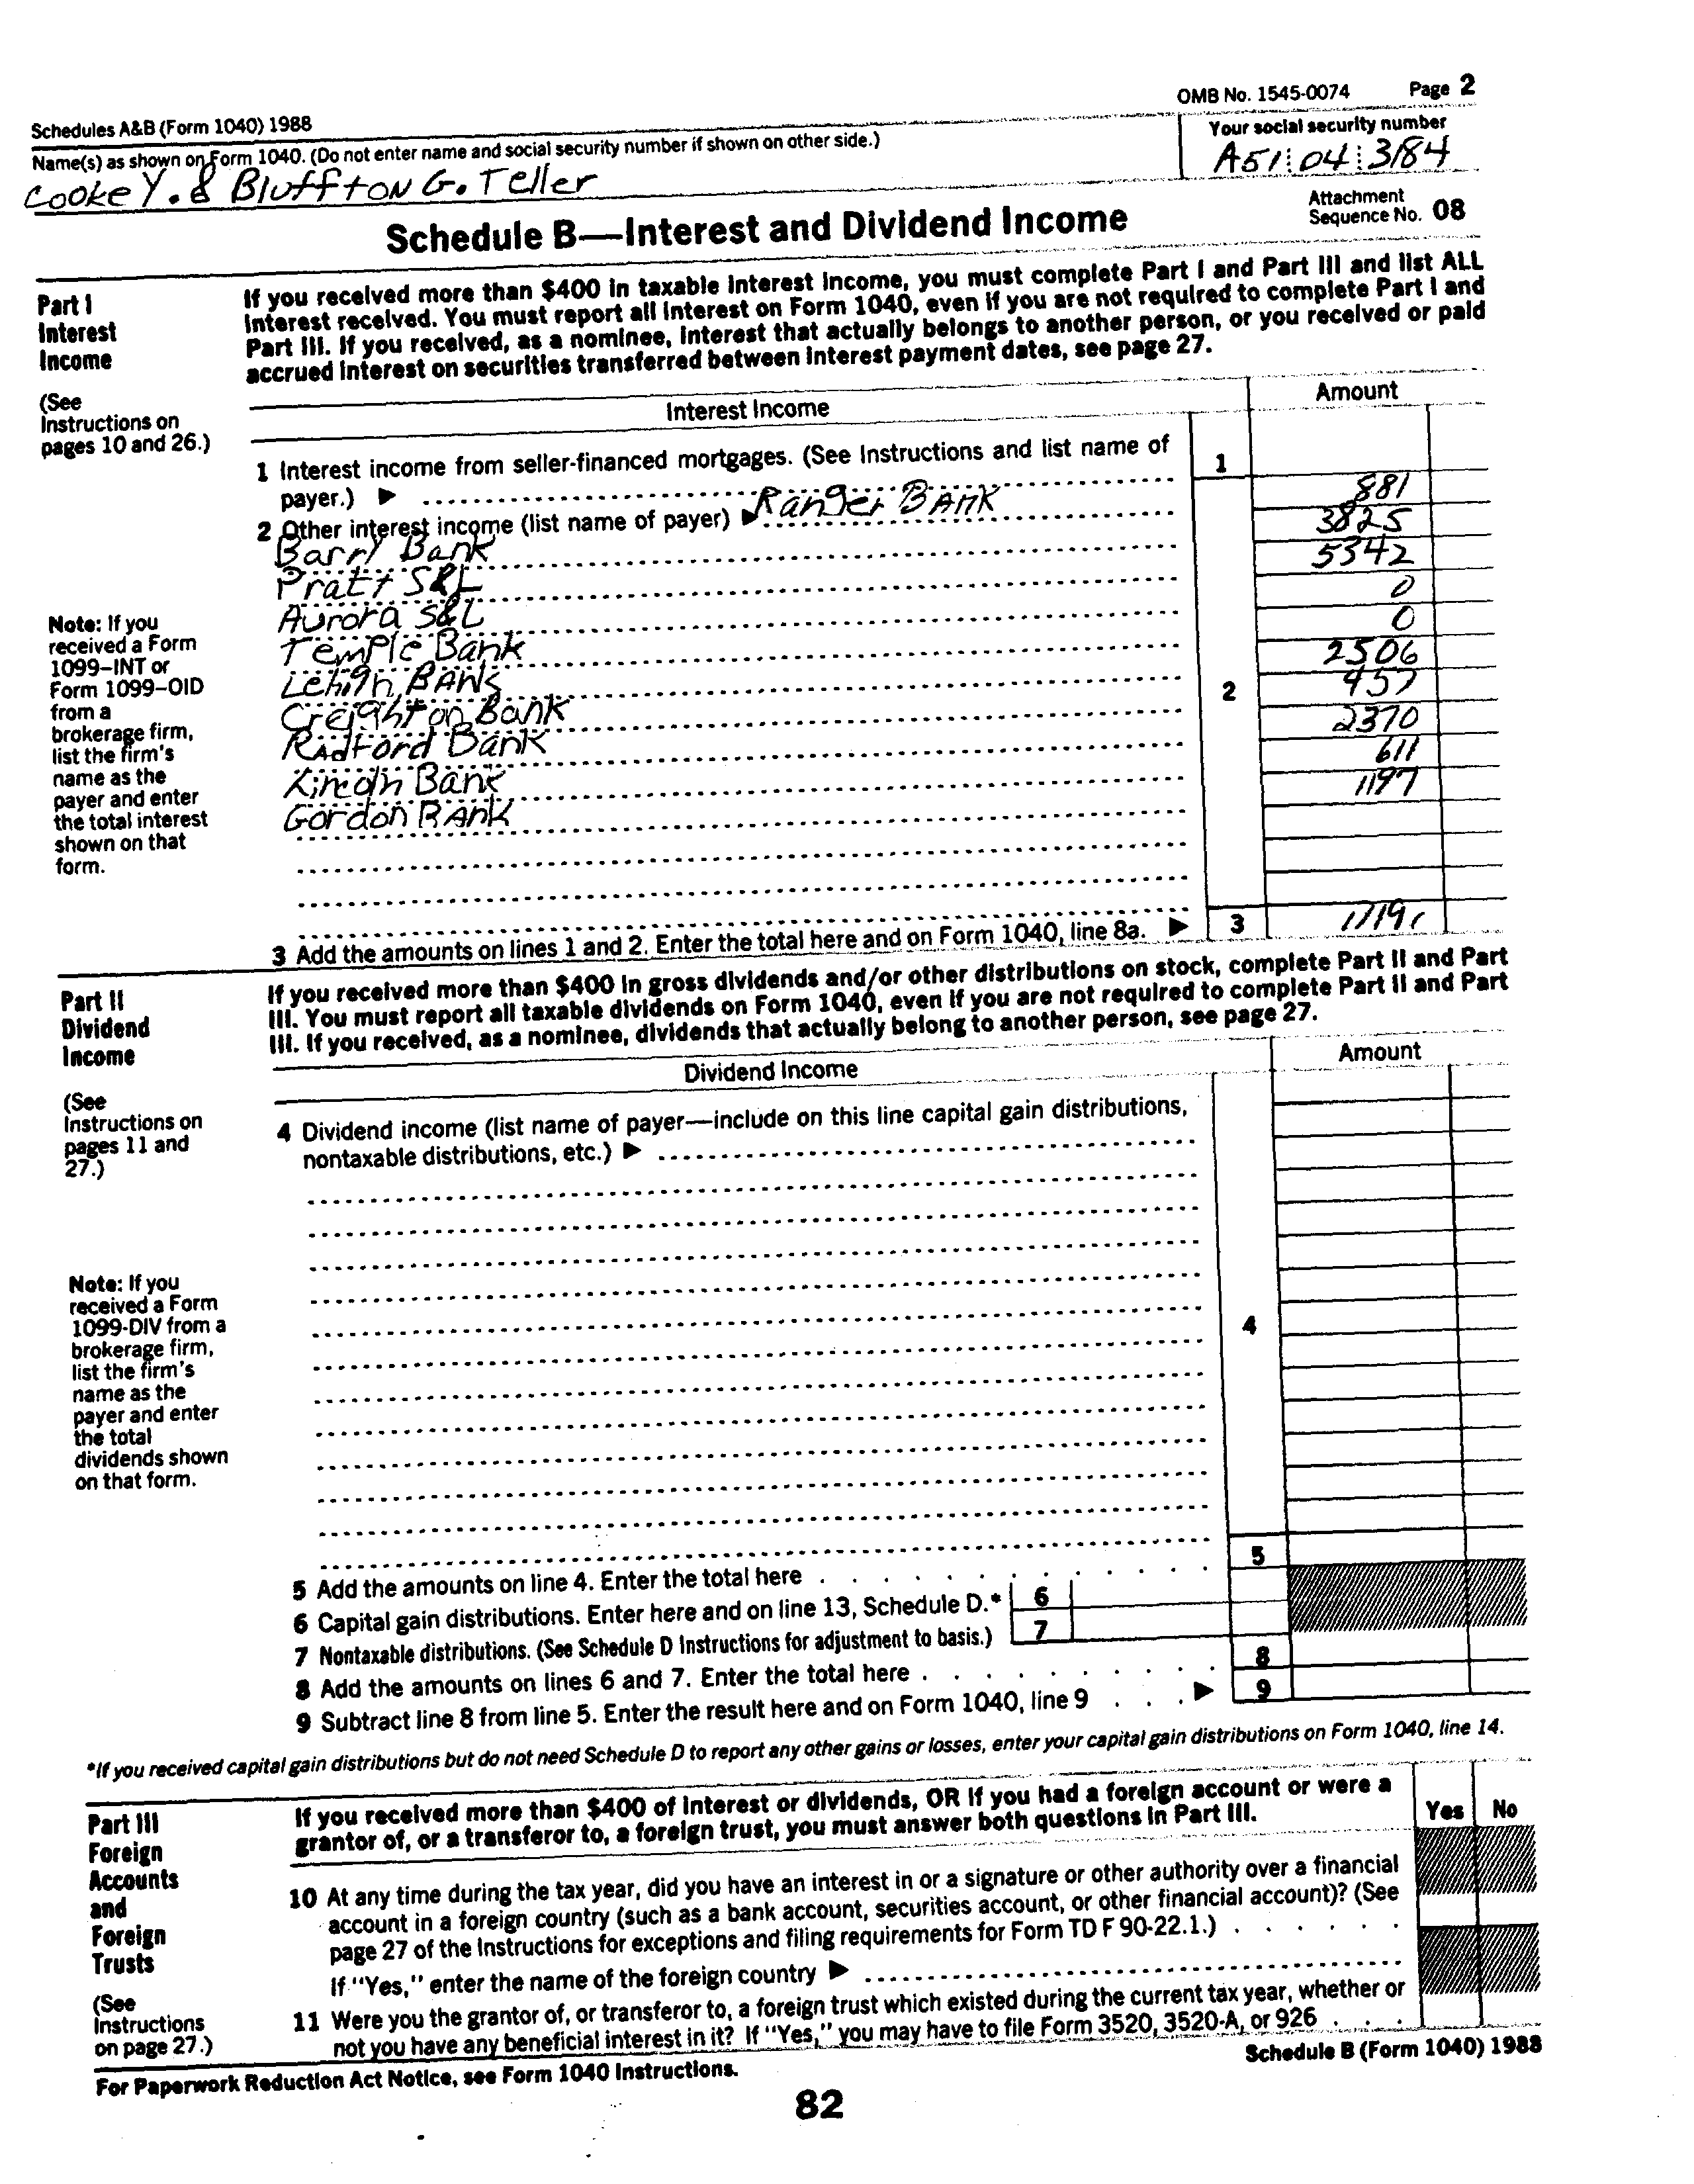 Schedules A&B (Form 1040) 1988
OMB No. 1545-0074 Page 2
Name(s) as shown on Form 1040. (Do not enter name and social security number if shown on other side.)
Your social security number
Cooke Y. & Bluffton G. Teller
A51 04 3184
Schedule B—Interest and Dividend Income
Attachment
Sequence No. 08
Part I
Interest
Income
(See
Instructions on
pages 10 and 26.)
If you received more than $400 in taxable interest income, you must complete Part I and Part III and list ALL
interest received. You must report all interest on Form 1040, even if you are not required to complete Part I and
Part III. If you received, as a nominee, interest that actually belongs to another person, or you received or paid
accrued interest on securities transferred between interest payment dates, see page 27.
Interest Income
Amount
1 Interest income from seller-financed mortgages. (See Instructions and list name of
payer.) ▶
1
2 Other interest income (list name of payer) ▶ Ranger Bank
881
Barry Bank
3825
Pratt S&L
5342
Aurora S&L
0
Temple Bank
0
Lehigh Bank
2506
Creighton Bank
457
Radford Bank
2370
Lincoln Bank
611
Gordon Bank
1197
2
Note: If you
received a Form
1099–INT or
Form 1099–OID
from a
brokerage firm,
list the firm's
name as the
payer and enter
the total interest
shown on that
form.
3 Add the amounts on lines 1 and 2. Enter the total here and on Form 1040, line 8a. ▶
3
Part II
Dividend
Income
(See
Instructions on
pages 11 and
27.)
If you received more than $400 in gross dividends and/or other distributions on stock, complete Part II and Part
III. You must report all taxable dividends on Form 1040, even if you are not required to complete Part II and Part
III. If you received, as a nominee, dividends that actually belong to another person, see page 27.
Dividend Income
Amount
4 Dividend income (list name of payer—include on this line capital gain distributions,
nontaxable distributions, etc.) ▶
4
Note: If you
received a Form
1099-DIV from a
brokerage firm,
list the firm's
name as the
payer and enter
the total
dividends shown
on that form.
5 Add the amounts on line 4. Enter the total here
5
6 Capital gain distributions. Enter here and on line 13, Schedule D.*
6
7 Nontaxable distributions. (See Schedule D Instructions for adjustment to basis.)
7
8 Add the amounts on lines 6 and 7. Enter the total here
8
9 Subtract line 8 from line 5. Enter the result here and on Form 1040, line 9 ▶
9
*If you received capital gain distributions but do not need Schedule D to report any other gains or losses, enter your capital gain distributions on Form 1040, line 14.
Part III
Foreign
Accounts
and
Foreign
Trusts
(See
Instructions
on page 27.)
If you received more than $400 of interest or dividends, OR if you had a foreign account or were a
grantor of, or a transferor to, a foreign trust, you must answer both questions in Part III.
Yes No
10 At any time during the tax year, did you have an interest in or a signature or other authority over a financial
account in a foreign country (such as a bank account, securities account, or other financial account)? (See
page 27 of the Instructions for exceptions and filing requirements for Form TD F 90-22.1.)
If "Yes," enter the name of the foreign country ▶
11 Were you the grantor of, or transferor to, a foreign trust which existed during the current tax year, whether or
not you have any beneficial interest in it? If "Yes," you may have to file Form 3520, 3520-A, or 926
For Paperwork Reduction Act Notice, see Form 1040 Instructions.
Schedule B (Form 1040) 1988
82